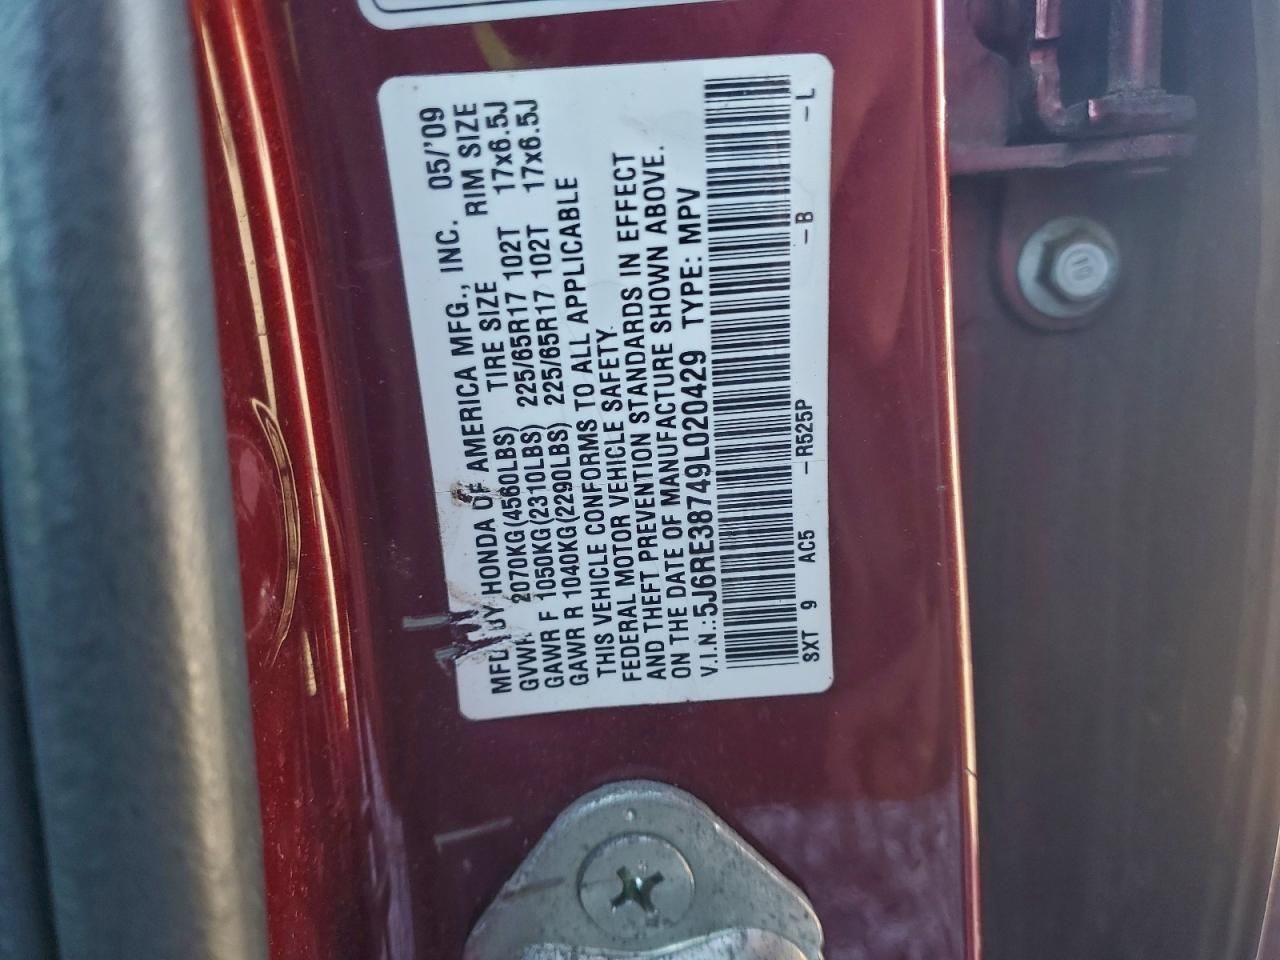 MFD BY HONDA OF AMERICA MFG., INC. 05/'09
GVWR 2070KG(4560LBS) TIRE SIZE RIM SIZE
GAWR F 1050KG(2310LBS) 225/65R17 102T 17x6.5J
GAWR R 1040KG(2290LBS) 225/65R17 102T 17x6.5J
THIS VEHICLE CONFORMS TO ALL APPLICABLE
FEDERAL MOTOR VEHICLE SAFETY
AND THEFT PREVENTION STANDARDS IN EFFECT
ON THE DATE OF MANUFACTURE SHOWN ABOVE.
V.I.N.:5J6RE38749L020429 TYPE: MPV
SXT 9 AC5 -R525P -B -L